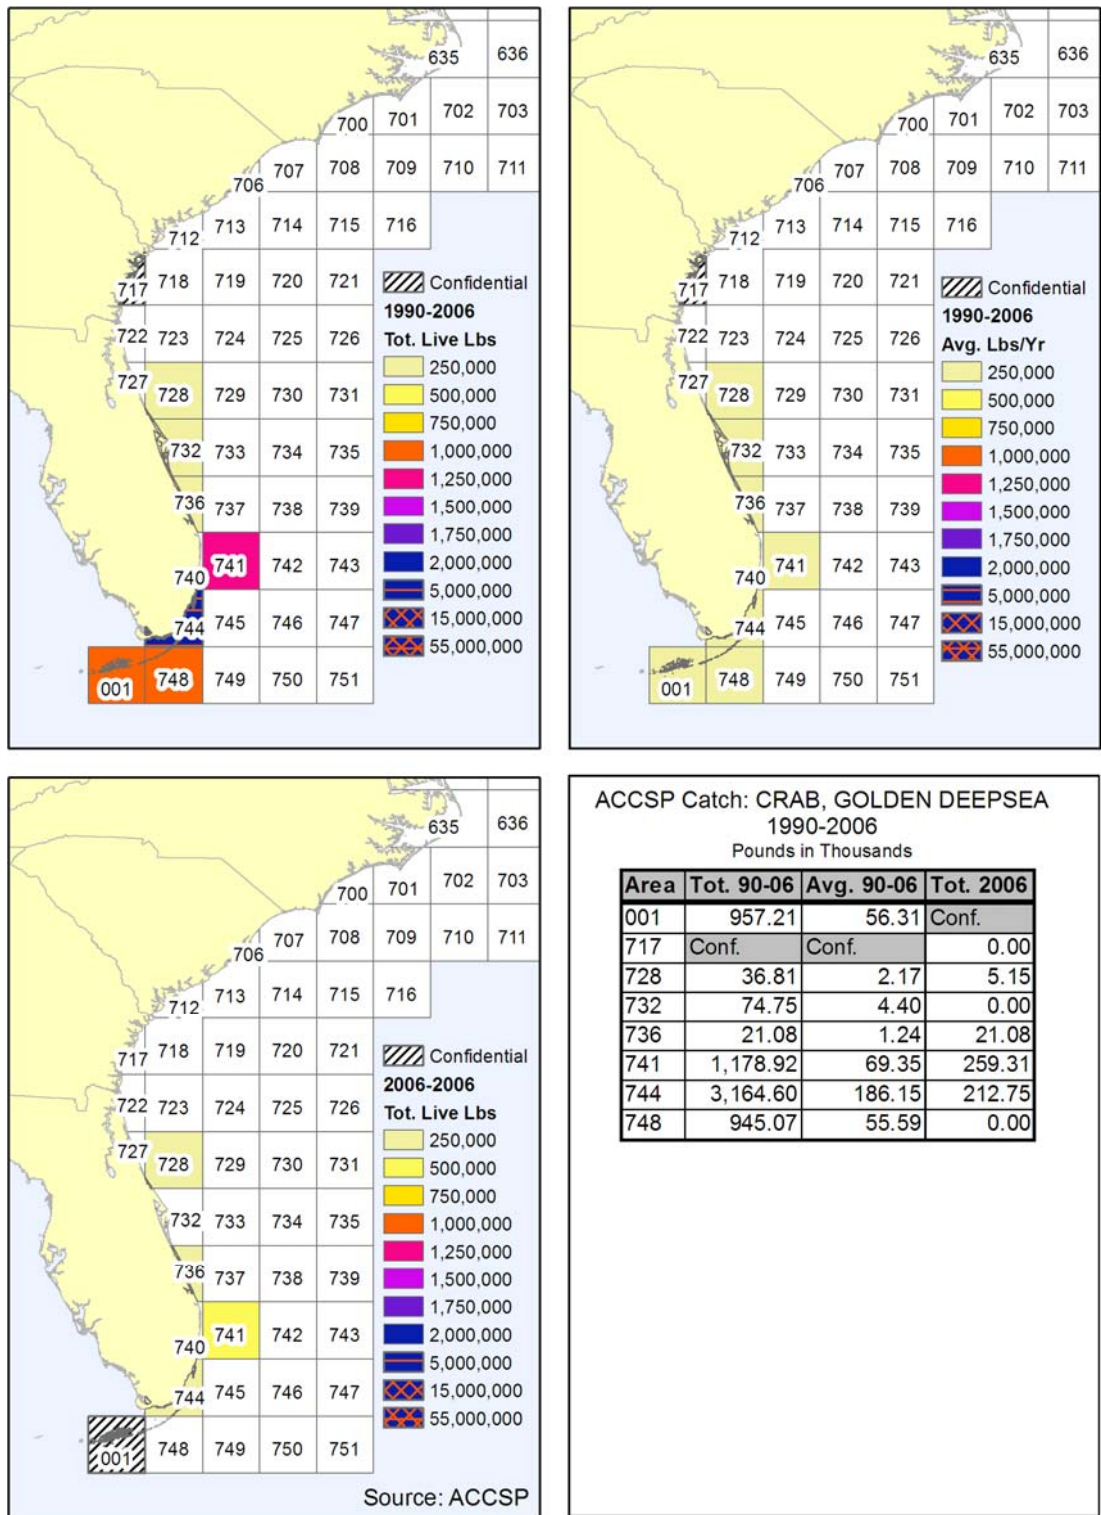 635 636
700 701 702 703
706 707 708 709 710 711
712 713 714 715 716
717 718 719 720 721
722 723 724 725 726
727 728 729 730 731
732 733 734 735
736 737 738 739
740 741 742 743
744 745 746 747
001 748 749 750 751
Confidential
1990-2006
Tot. Live Lbs
250,000
500,000
750,000
1,000,000
1,250,000
1,500,000
1,750,000
2,000,000
5,000,000
15,000,000
55,000,000
635 636
700 701 702 703
706 707 708 709 710 711
712 713 714 715 716
717 718 719 720 721
722 723 724 725 726
727 728 729 730 731
732 733 734 735
736 737 738 739
740 741 742 743
744 745 746 747
001 748 749 750 751
Confidential
1990-2006
Avg. Lbs/Yr
250,000
500,000
750,000
1,000,000
1,250,000
1,500,000
1,750,000
2,000,000
5,000,000
15,000,000
55,000,000
635 636
700 701 702 703
706 707 708 709 710 711
712 713 714 715 716
717 718 719 720 721
722 723 724 725 726
727 728 729 730 731
732 733 734 735
736 737 738 739
740 741 742 743
744 745 746 747
001 748 749 750 751
Confidential
2006-2006
Tot. Live Lbs
250,000
500,000
750,000
1,000,000
1,250,000
1,500,000
1,750,000
2,000,000
5,000,000
15,000,000
55,000,000
Source: ACCSP
ACCSP Catch: CRAB, GOLDEN DEEPSEA
1990-2006
Pounds in Thousands
Area Tot. 90-06 Avg. 90-06 Tot. 2006
001 957.21 56.31 Conf.
717 Conf. Conf. 0.00
728 36.81 2.17 5.15
732 74.75 4.40 0.00
736 21.08 1.24 21.08
741 1,178.92 69.35 259.31
744 3,164.60 186.15 212.75
748 945.07 55.59 0.00